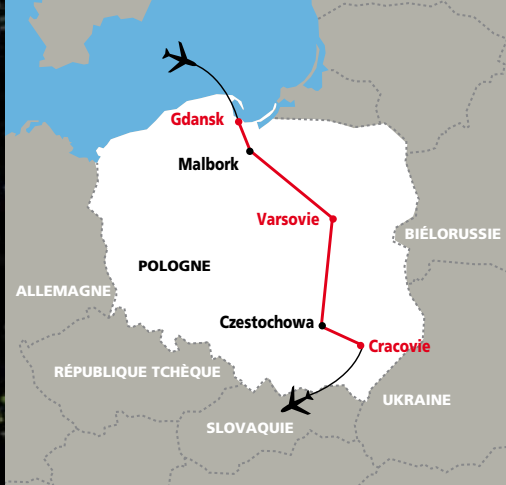 Gdansk
Malbork
Varsovie
BIÉLORUSSIE
POLOGNE
ALLEMAGNE
Czestochowa
Cracovie
RÉPUBLIQUE TCHÈQUE
UKRAINE
SLOVAQUIE